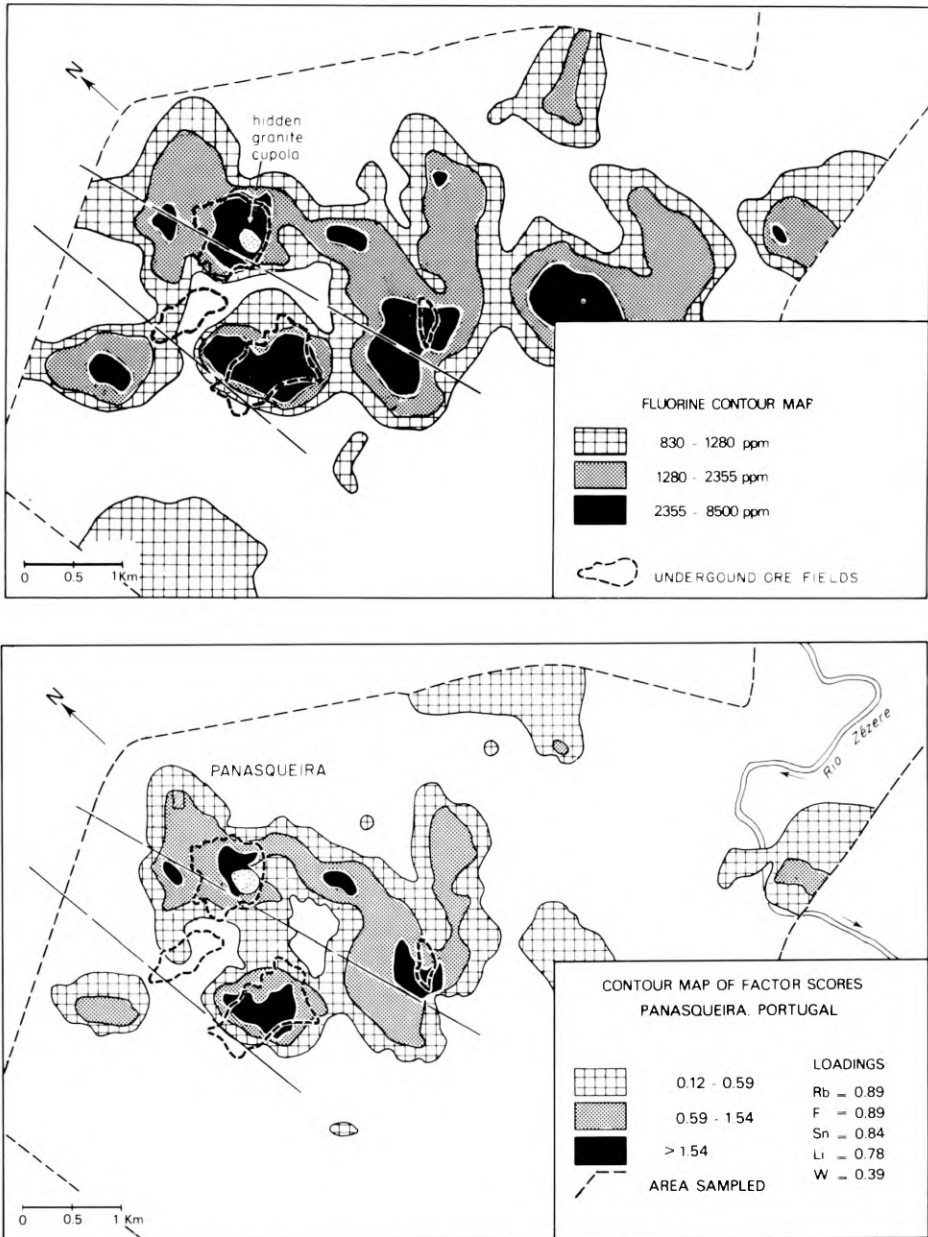 N
hidden
granite
cupola
FLUORINE CONTOUR MAP
830 - 1280 ppm
1280 - 2355 ppm
2355 - 8500 ppm
UNDERGOUND ORE FIELDS
0 0.5 1Km
N
PANASQUEIRA
Rio Zêzere
CONTOUR MAP OF FACTOR SCORES
PANASQUEIRA. PORTUGAL
LOADINGS
0.12 - 0.59
0.59 - 1.54
> 1.54
AREA SAMPLED
Rb = 0.89
F = 0.89
Sn = 0.84
Li = 0.78
W = 0.39
0 0.5 1 Km